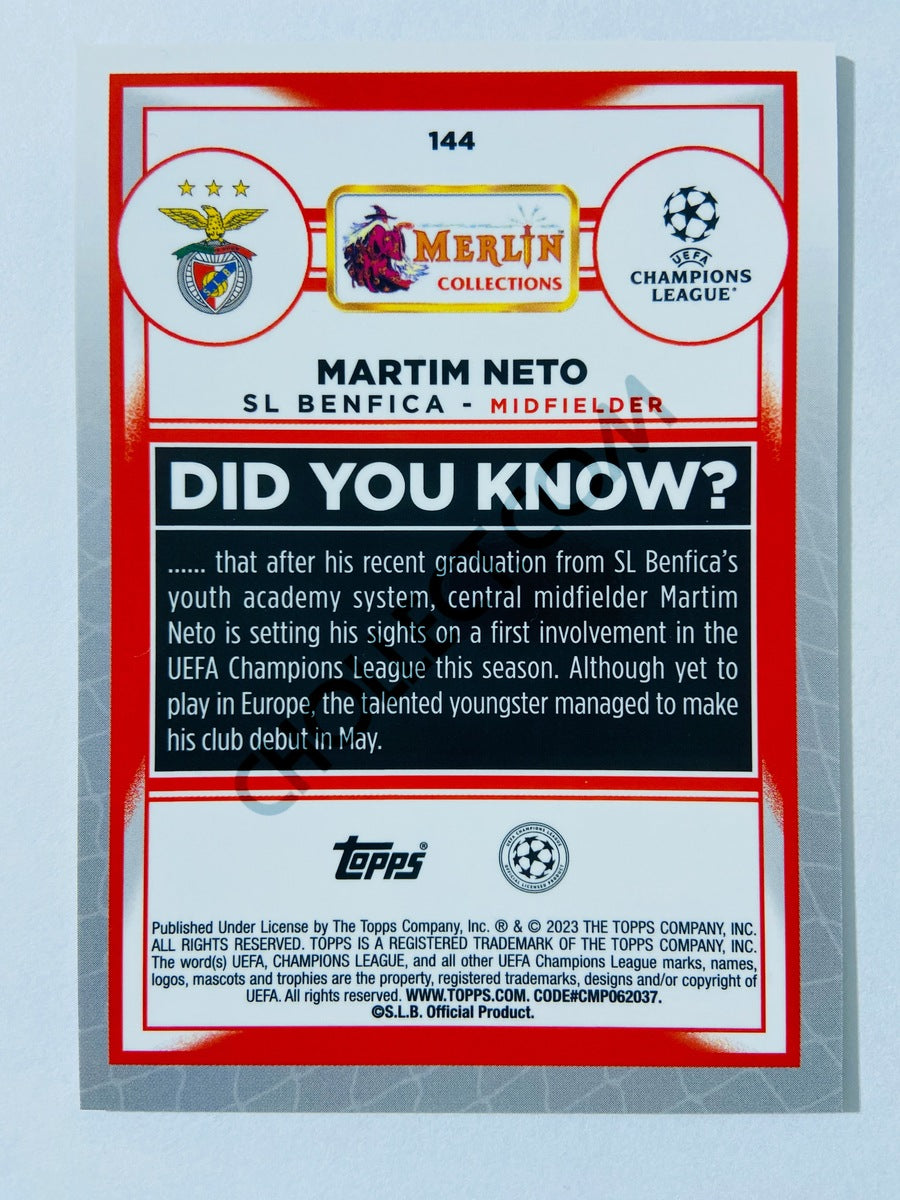 144
MERLIN
COLLECTIONS
UEFA
CHAMPIONS
LEAGUE®
MARTIM NETO
SL BENFICA - MIDFIELDER
DID YOU KNOW?
...... that after his recent graduation from SL Benfica's
youth academy system, central midfielder Martim
Neto is setting his sights on a first involvement in the
UEFA Champions League this season. Although yet to
play in Europe, the talented youngster managed to make
his club debut in May.
CHOLLECT.COM
TOPPS®
Published Under License by The Topps Company, Inc. ® & © 2023 THE TOPPS COMPANY, INC.
ALL RIGHTS RESERVED. TOPPS IS A REGISTERED TRADEMARK OF THE TOPPS COMPANY, INC.
The word(s) UEFA, CHAMPIONS LEAGUE, and all other UEFA Champions League marks, names,
logos, mascots and trophies are the property, registered trademarks, designs and/or copyright of
UEFA. All rights reserved. WWW.TOPPS.COM. CODE#CMP062037.
©S.L.B. Official Product.